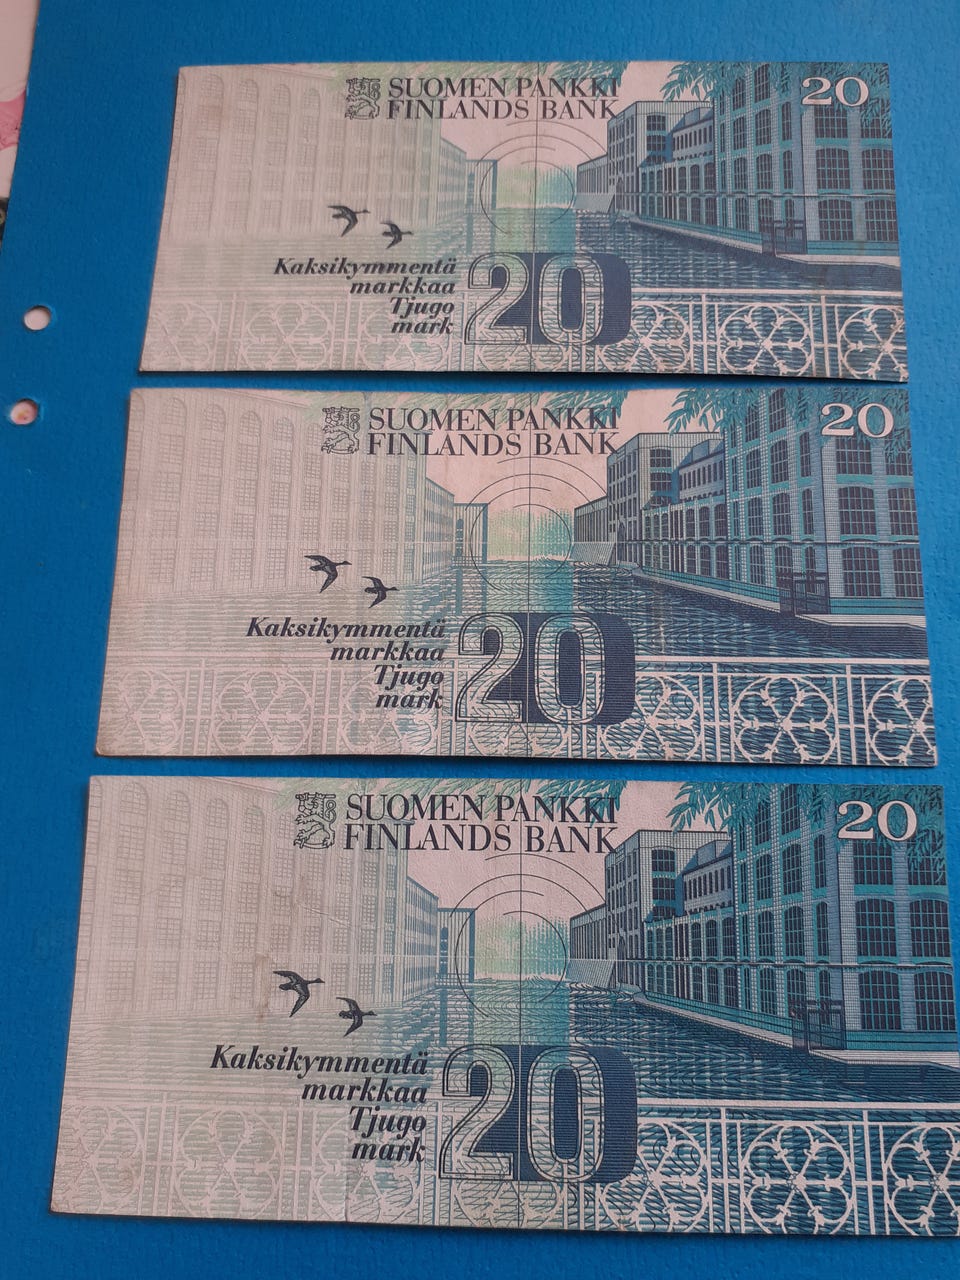 SUOMEN PANKKI
FINLANDS BANK
20
Kaksikymmentä
markkaa
Tjugo
mark
20
SUOMEN PANKKI
FINLANDS BANK
20
Kaksikymmentä
markkaa
Tjugo
mark
20
SUOMEN PANKKI
FINLANDS BANK
20
Kaksikymmentä
markkaa
Tjugo
mark
20